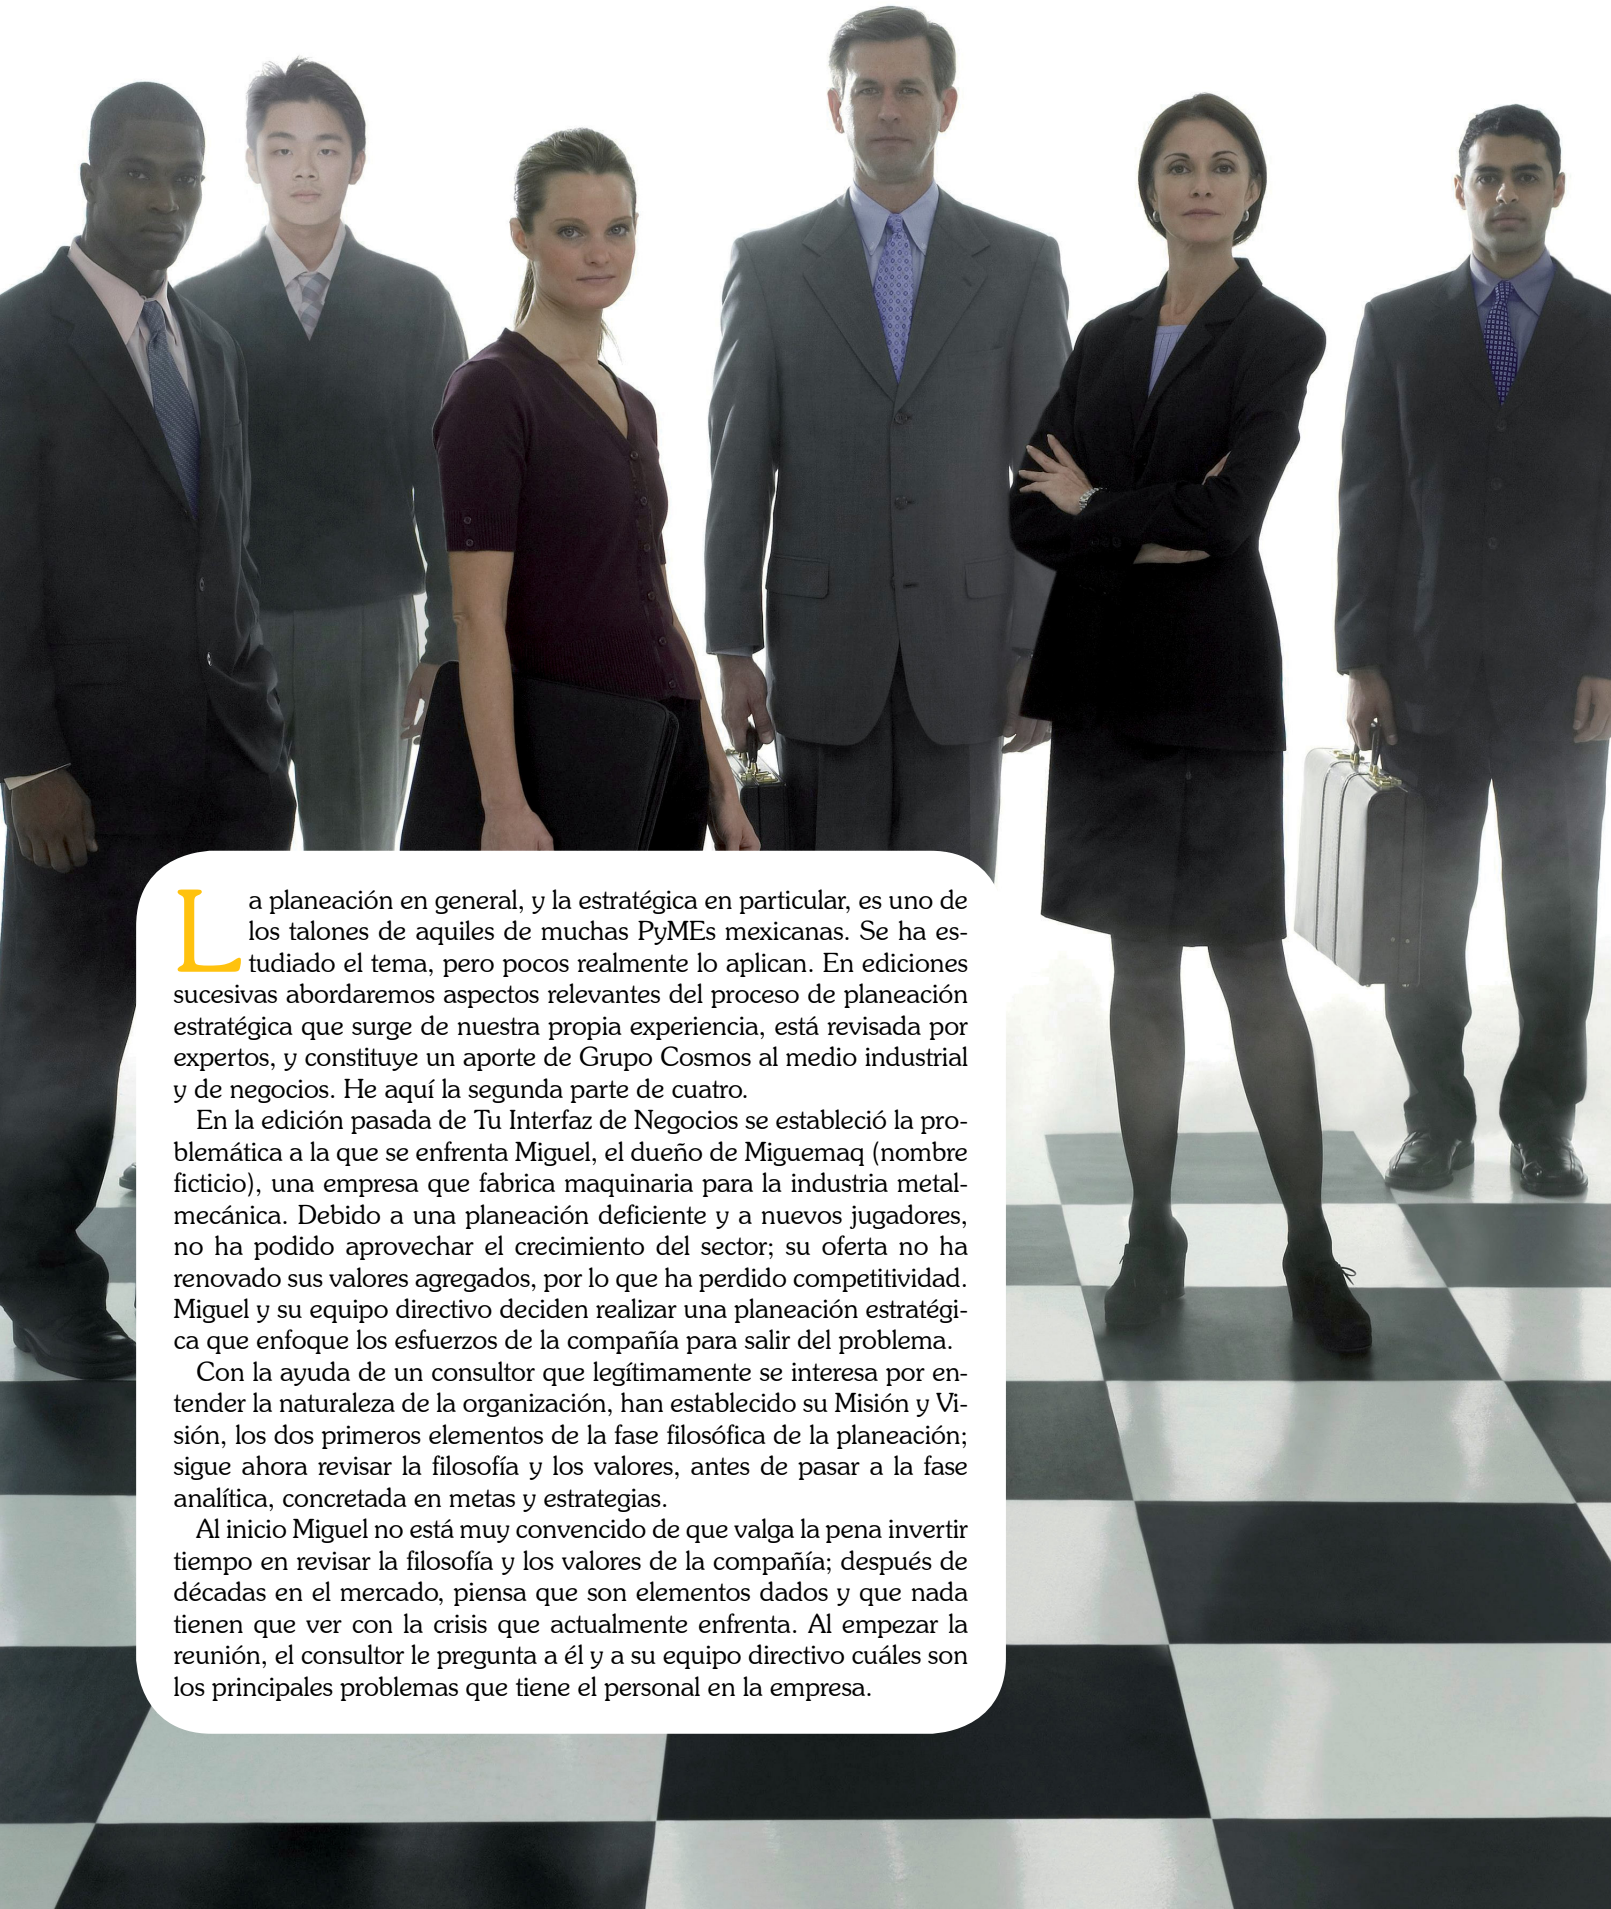 La planeación en general, y la estratégica en particular, es uno de
los talones de aquiles de muchas PyMEs mexicanas. Se ha es-
tudiado el tema, pero pocos realmente lo aplican. En ediciones
sucesivas abordaremos aspectos relevantes del proceso de planeación
estratégica que surge de nuestra propia experiencia, está revisada por
expertos, y constituye un aporte de Grupo Cosmos al medio industrial
y de negocios. He aquí la segunda parte de cuatro.
En la edición pasada de Tu Interfaz de Negocios se estableció la pro-
blemática a la que se enfrenta Miguel, el dueño de Miguemaq (nombre
ficticio), una empresa que fabrica maquinaria para la industria metal-
mecánica. Debido a una planeación deficiente y a nuevos jugadores,
no ha podido aprovechar el crecimiento del sector; su oferta no ha
renovado sus valores agregados, por lo que ha perdido competitividad.
Miguel y su equipo directivo deciden realizar una planeación estratégi-
ca que enfoque los esfuerzos de la compañía para salir del problema.
Con la ayuda de un consultor que legítimamente se interesa por en-
tender la naturaleza de la organización, han establecido su Misión y Vi-
sión, los dos primeros elementos de la fase filosófica de la planeación;
sigue ahora revisar la filosofía y los valores, antes de pasar a la fase
analítica, concretada en metas y estrategias.
Al inicio Miguel no está muy convencido de que valga la pena invertir
tiempo en revisar la filosofía y los valores de la compañía; después de
décadas en el mercado, piensa que son elementos dados y que nada
tienen que ver con la crisis que actualmente enfrenta. Al empezar la
reunión, el consultor le pregunta a él y a su equipo directivo cuáles son
los principales problemas que tiene el personal en la empresa.